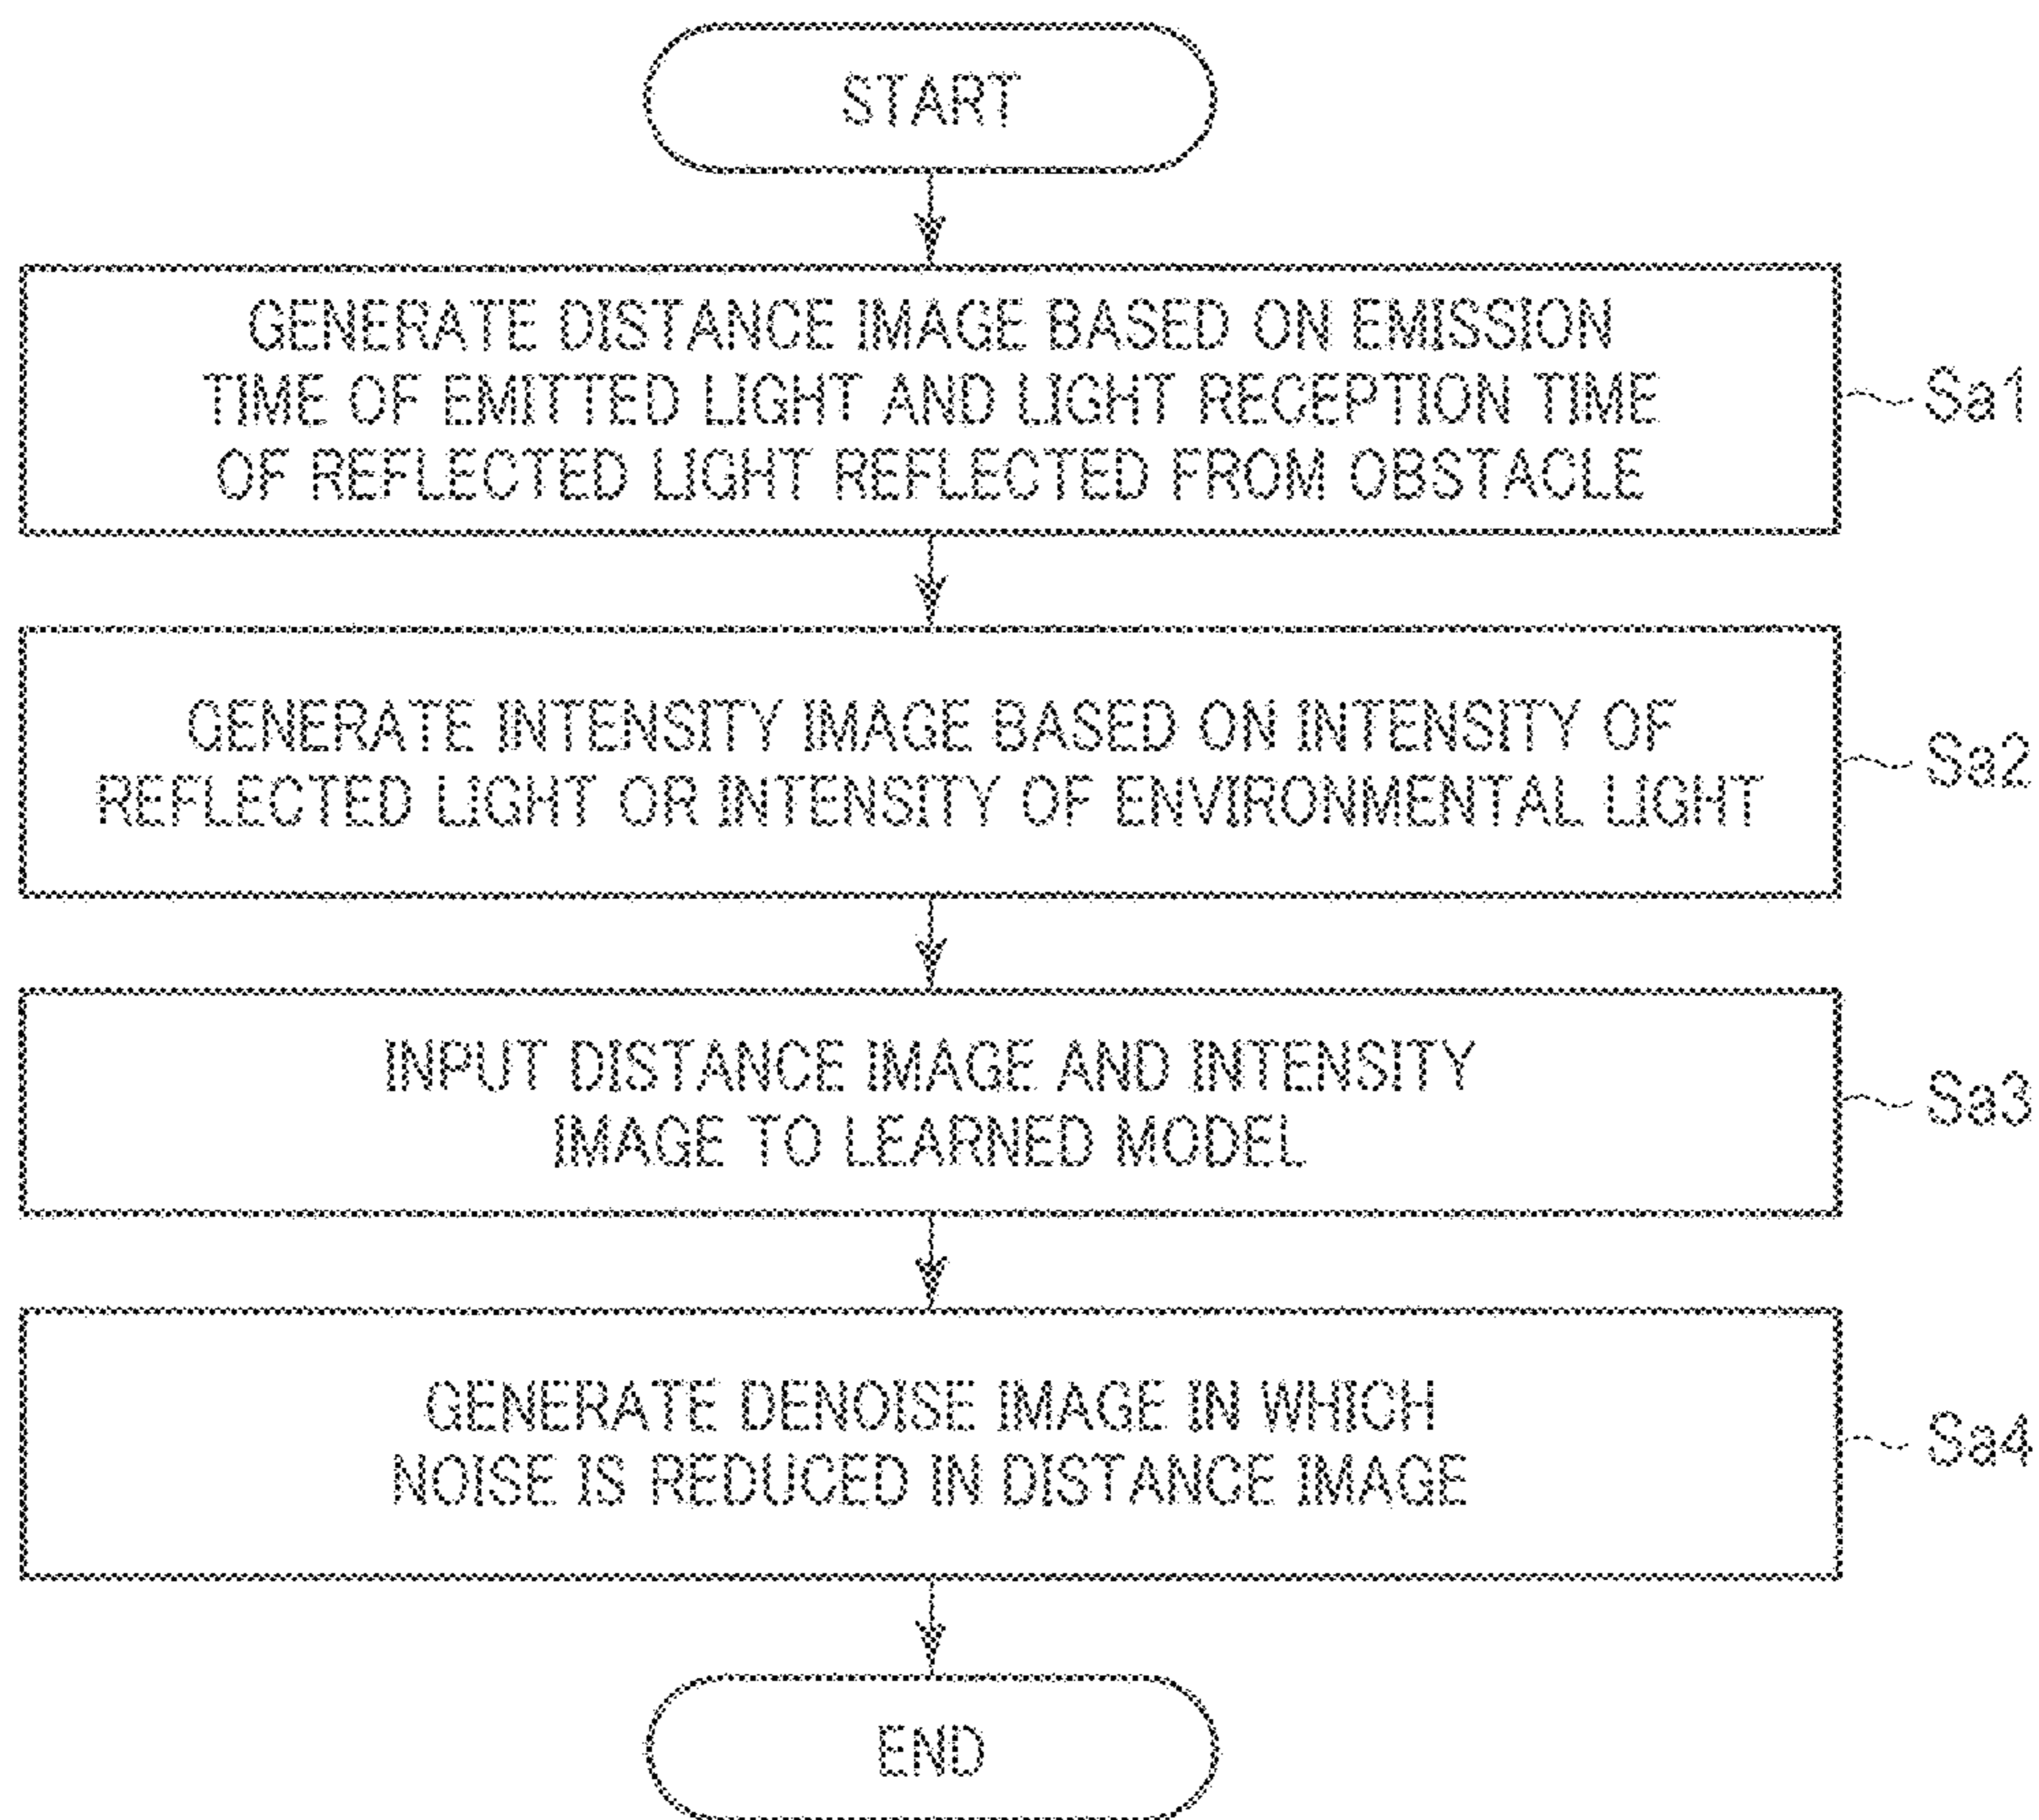 START
GENERATE DISTANCE IMAGE BASED ON EMISSION
TIME OF EMITTED LIGHT AND LIGHT RECEPTION TIME
OF REFLECTED LIGHT REFLECTED FROM OBSTACLE
Sa1
GENERATE INTENSITY IMAGE BASED ON INTENSITY OF
REFLECTED LIGHT OR INTENSITY OF ENVIRONMENTAL LIGHT
Sa2
INPUT DISTANCE IMAGE AND INTENSITY
IMAGE TO LEARNED MODEL
Sa3
GENERATE DENOISE IMAGE IN WHICH
NOISE IS REDUCED IN DISTANCE IMAGE
Sa4
END